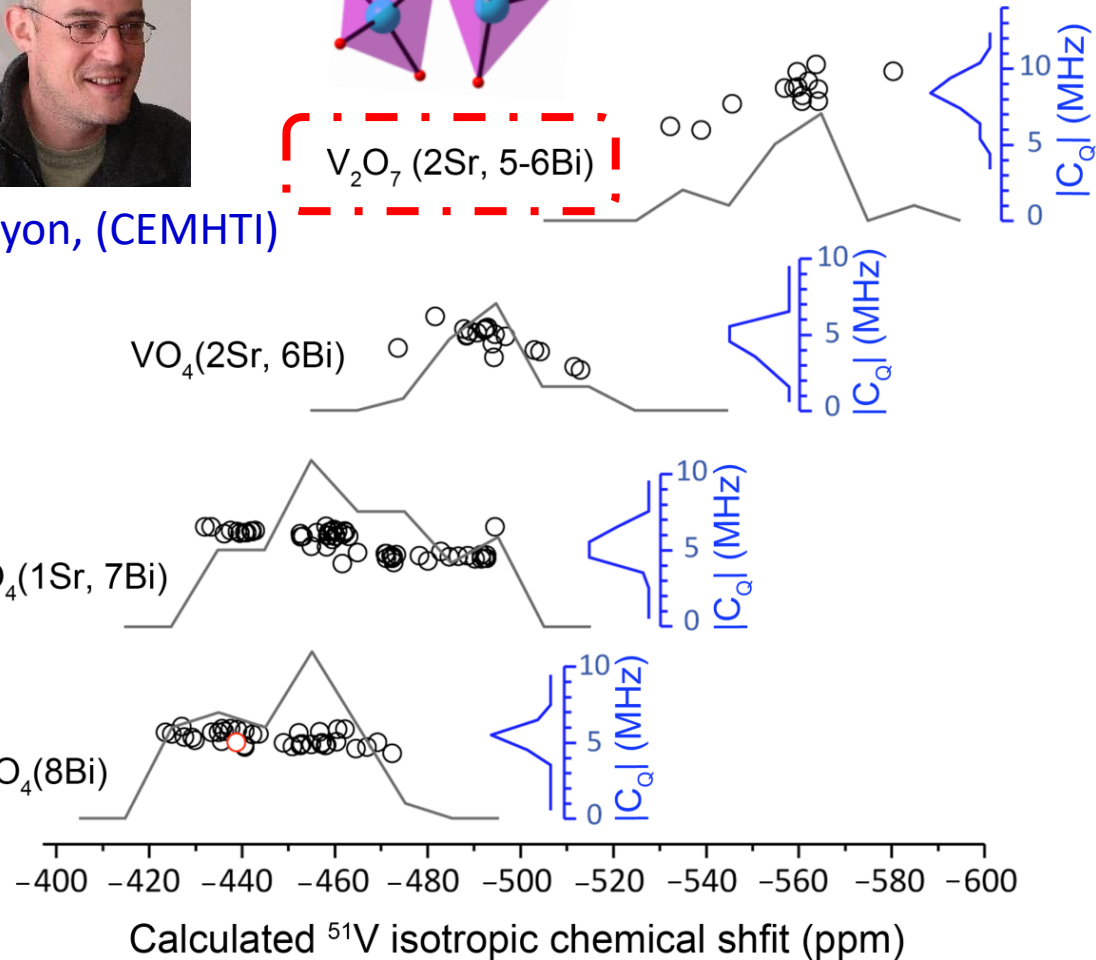 V2O7 (2Sr, 5-6Bi)
10
5
0
|CQ| (MHz)
yon, (CEMHTI)
VO4(2Sr, 6Bi)
10
5
0
|CQ| (MHz)
O4(1Sr, 7Bi)
10
5
0
|CQ| (MHz)
O4(8Bi)
10
5
0
|CQ| (MHz)
−400 −420 −440 −460 −480 −500 −520 −540 −560 −580 −600
Calculated 51V isotropic chemical shfit (ppm)